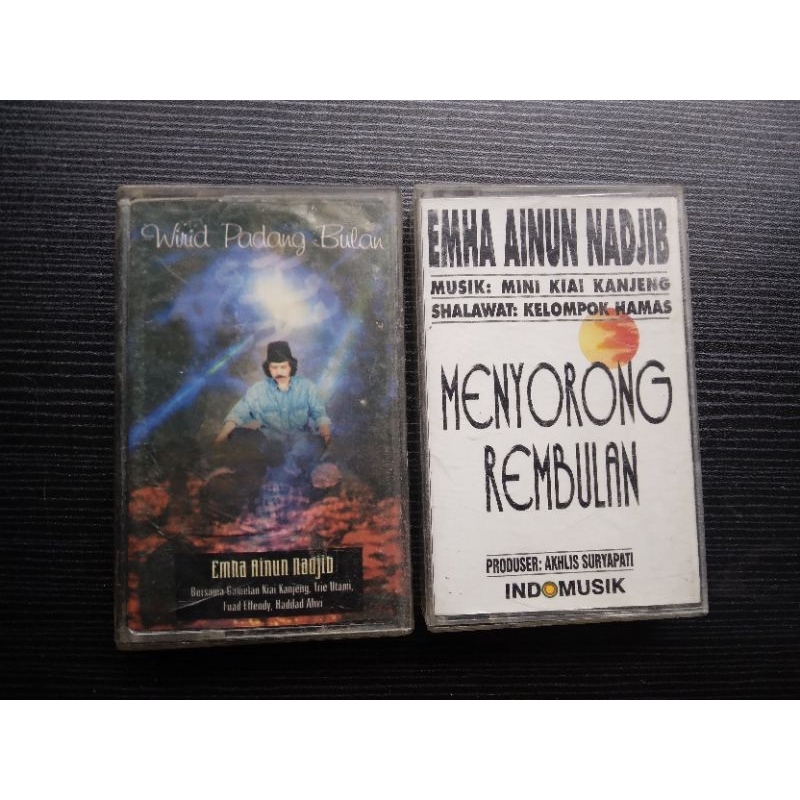 Wirid Padang Bulan
Emha Ainun Nadjib
Bersama Gamelan Kiai Kanjeng, Trie Utami,
Fuad Effendy, Haddad Alwi
EMHA AINUN NADJIB
MUSIK: MINI KIAI KANJENG
SHALAWAT: KELOMPOK HAMAS
MENYORONG
REMBULAN
PRODUSER: AKHLIS SURYAPATI
INDOMUSIK